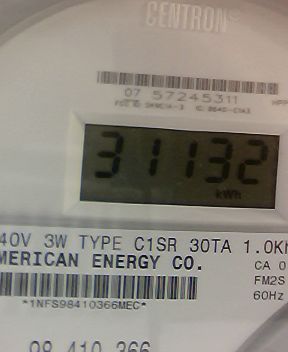 CENTRON®
07 57245311
31132
kWh
40V 3W TYPE C1SR 30TA 1.0K
MERICAN ENERGY CO.
CA 0
FM2S
60Hz
*1NFS98410366MEC*
98 410 366